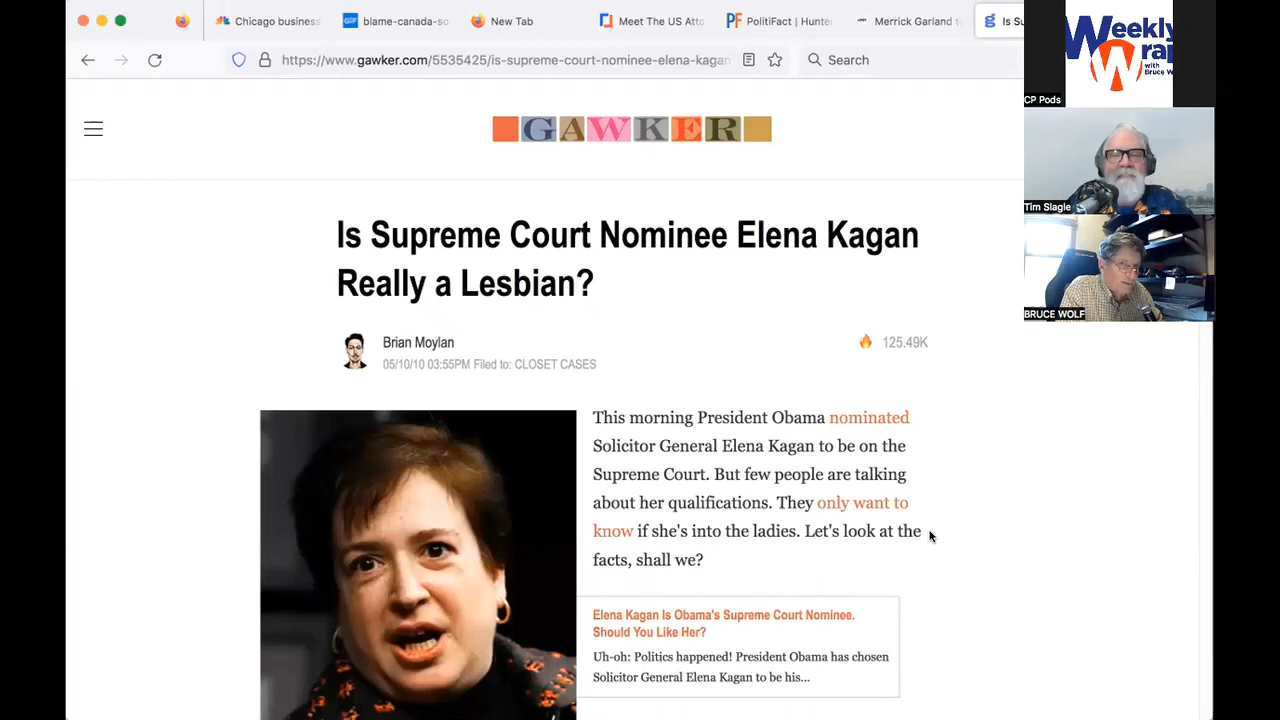 Chicago business
GIF
blame-canada-so
New Tab
Meet The US Atto
PF
PolitiFact | Hunte
Merrick Garland t
g
Is Su
https://www.gawker.com/5535425/is-supreme-court-nominee-elena-kagan
Search
GAWKER
Is Supreme Court Nominee Elena Kagan
Really a Lesbian?
Brian Moylan
05/10/10 03:55PM Filed to: CLOSET CASES
125.49K
This morning President Obama nominated
Solicitor General Elena Kagan to be on the
Supreme Court. But few people are talking
about her qualifications. They only want to
know if she's into the ladies. Let's look at the
facts, shall we?
Elena Kagan Is Obama's Supreme Court Nominee.
Should You Like Her?
Uh-oh: Politics happened! President Obama has chosen
Solicitor General Elena Kagan to be his...
Weekly
Wrap
with
Bruce W
CP Pods
Tim Slagle
BRUCE WOLF